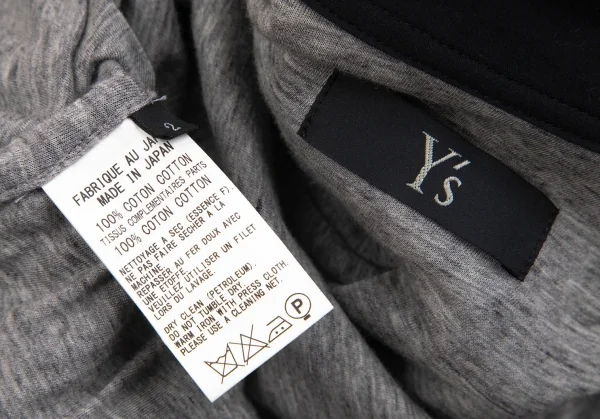 Y's
2
FABRIQUE AU JA
MADE IN JAPAN
100% COTON COTTON
TISSUS COMPLEMENTAIRES PARTS
100% COTON COTTON
NETTOYAGE A SEC (ESSENCE F).
NE PAS FAIRE SÉCHER A LA
MACHINE.
REPASSER AU FER DOUX AVEC
UNE ETOFFE
VEUILLEZ UTILISER UN FILET
LORS DU LAVAGE.
DRY CLEAN (PETROLEUM).
DO NOT TUMBLE DRY.
WARM IRON WITH PRESS CLOTH.
PLEASE USE A CLEANING NET.
P